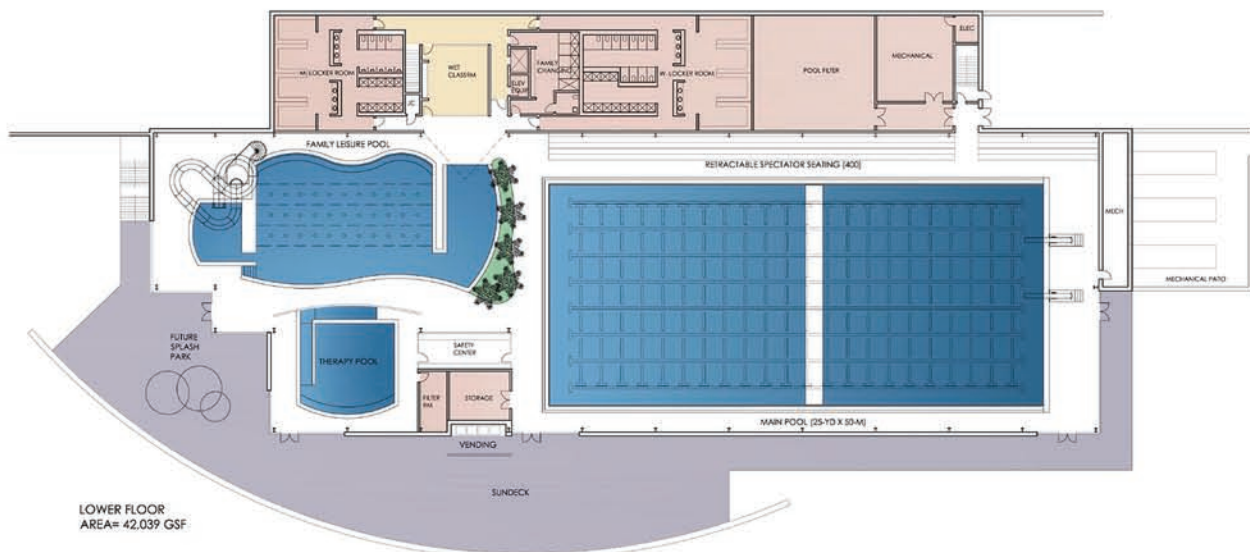 ELEC
MECHANICAL
M. LOCKER ROOM
WET
CLASSRM
FAMILY
CHANGING
ELEV
EQUIP
W. LOCKER ROOM
POOL FILTER
JC
FAMILY LEISURE POOL
RETRACTABLE SPECTATOR SEATING (400)
MECH
MECHANICAL PATIO
FUTURE
SPLASH
PARK
THERAPY POOL
SAFETY
CENTER
FILTER
RM.
STORAGE
MAIN POOL (25-YD X 50-M)
VENDING
SUNDECK
LOWER FLOOR
AREA= 42,039 GSF